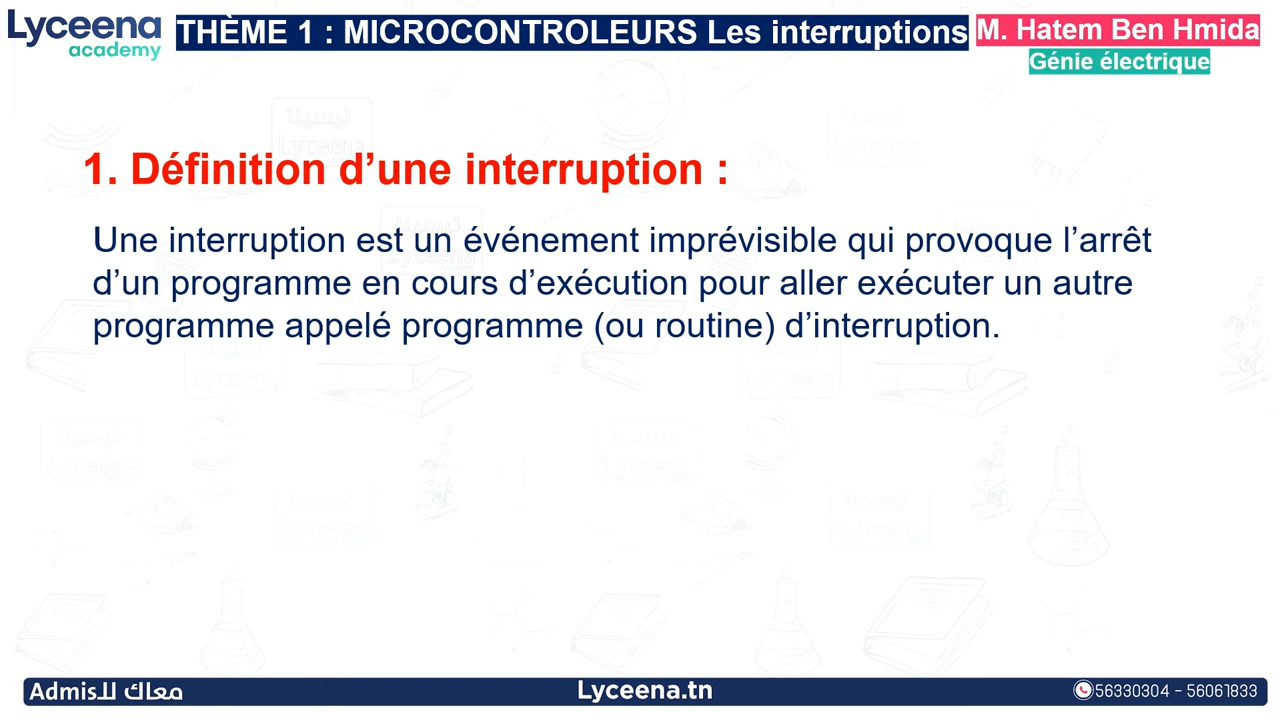 Lyceena
academy
THÈME 1 : MICROCONTROLEURS Les interruptions
M. Hatem Ben Hmida
Génie électrique
1. Définition d’une interruption :
Une interruption est un événement imprévisible qui provoque l’arrêt
d’un programme en cours d’exécution pour aller exécuter un autre
programme appelé programme (ou routine) d’interruption.
معاك للـAdmis
Lyceena.tn
56330304 - 56061833